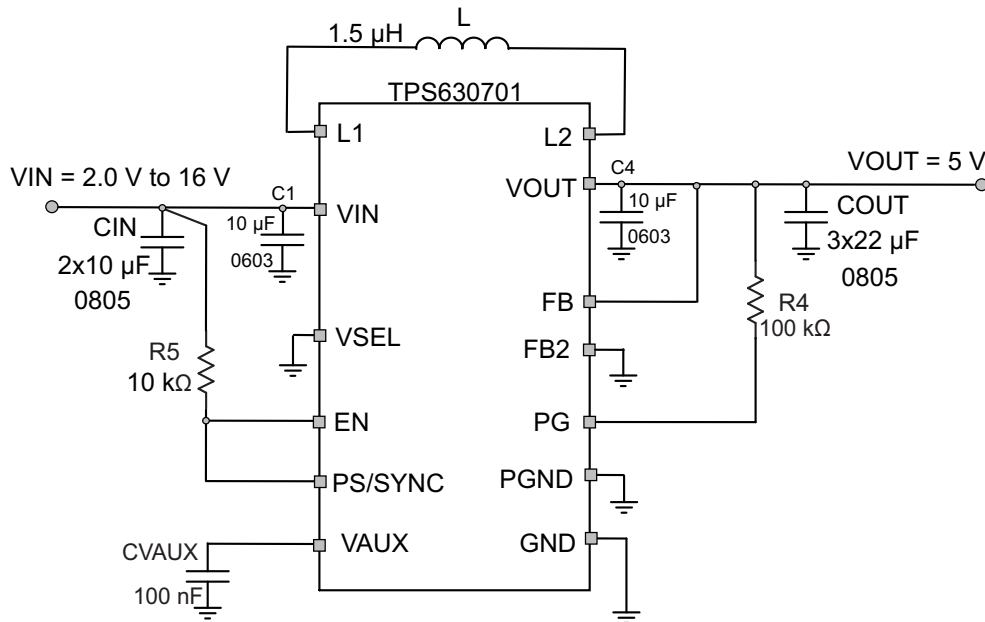 L
1.5 µH
TPS630701
L1
L2
VIN = 2.0 V to 16 V
VOUT = 5 V
C1
C4
VIN
VOUT
CIN
2x10 µF
0805
10 µF
0603
10 µF
0603
COUT
3x22 µF
0805
FB
R4
100 kΩ
VSEL
FB2
R5
10 kΩ
EN
PG
PS/SYNC
PGND
CVAUX
100 nF
VAUX
GND